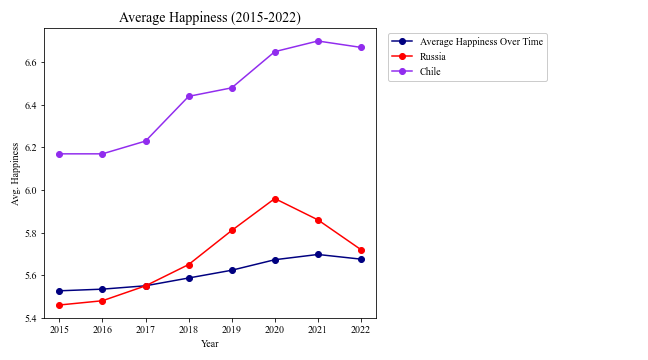 Average Happiness (2015-2022)
Average Happiness Over Time
Russia
Chile
Avg. Happiness
6.6
6.4
6.2
6.0
5.8
5.6
5.4
2015 2016 2017 2018 2019 2020 2021 2022
Year